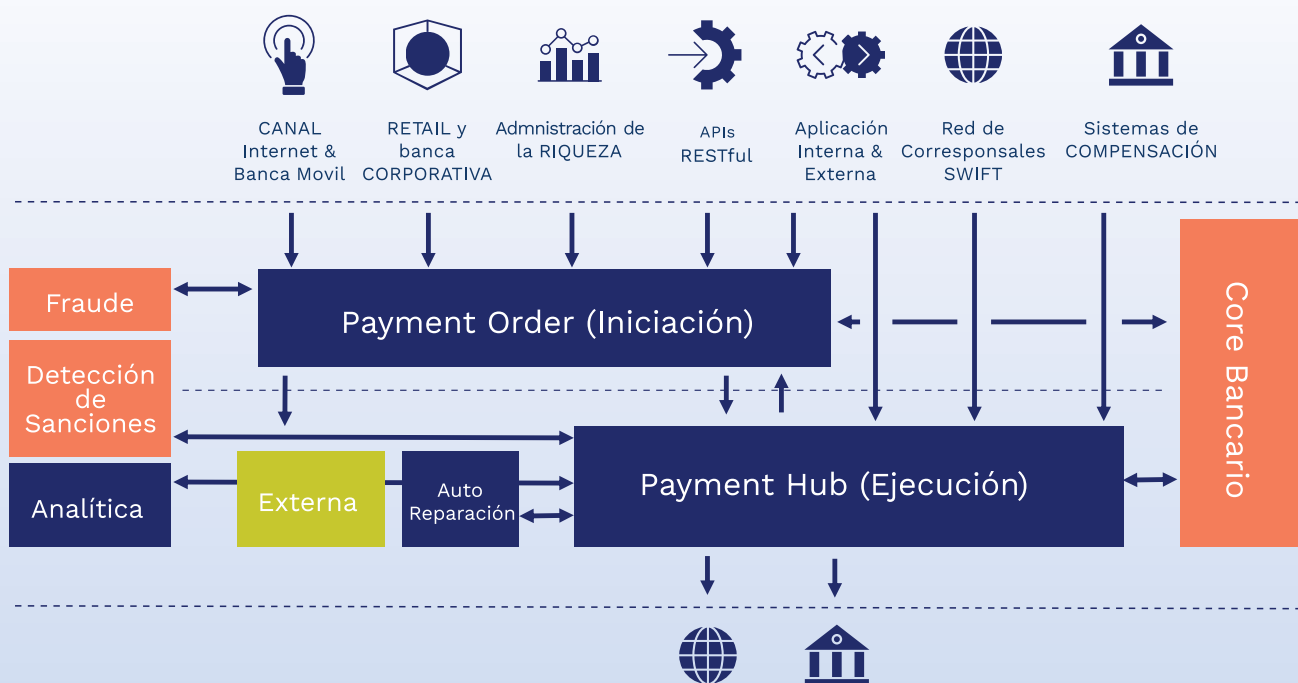 CANAL
Internet &
Banca Movil
RETAIL y
banca
CORPORATIVA
Admnistración de
la RIQUEZA
APIs
RESTful
Aplicación
Interna &
Externa
Red de
Corresponsales
SWIFT
Sistemas de
COMPENSACIÓN
Fraude
Payment Order (Iniciación)
Core Bancario
Detección
de
Sanciones
Analítica
Externa
Auto
Reparación
Payment Hub (Ejecución)